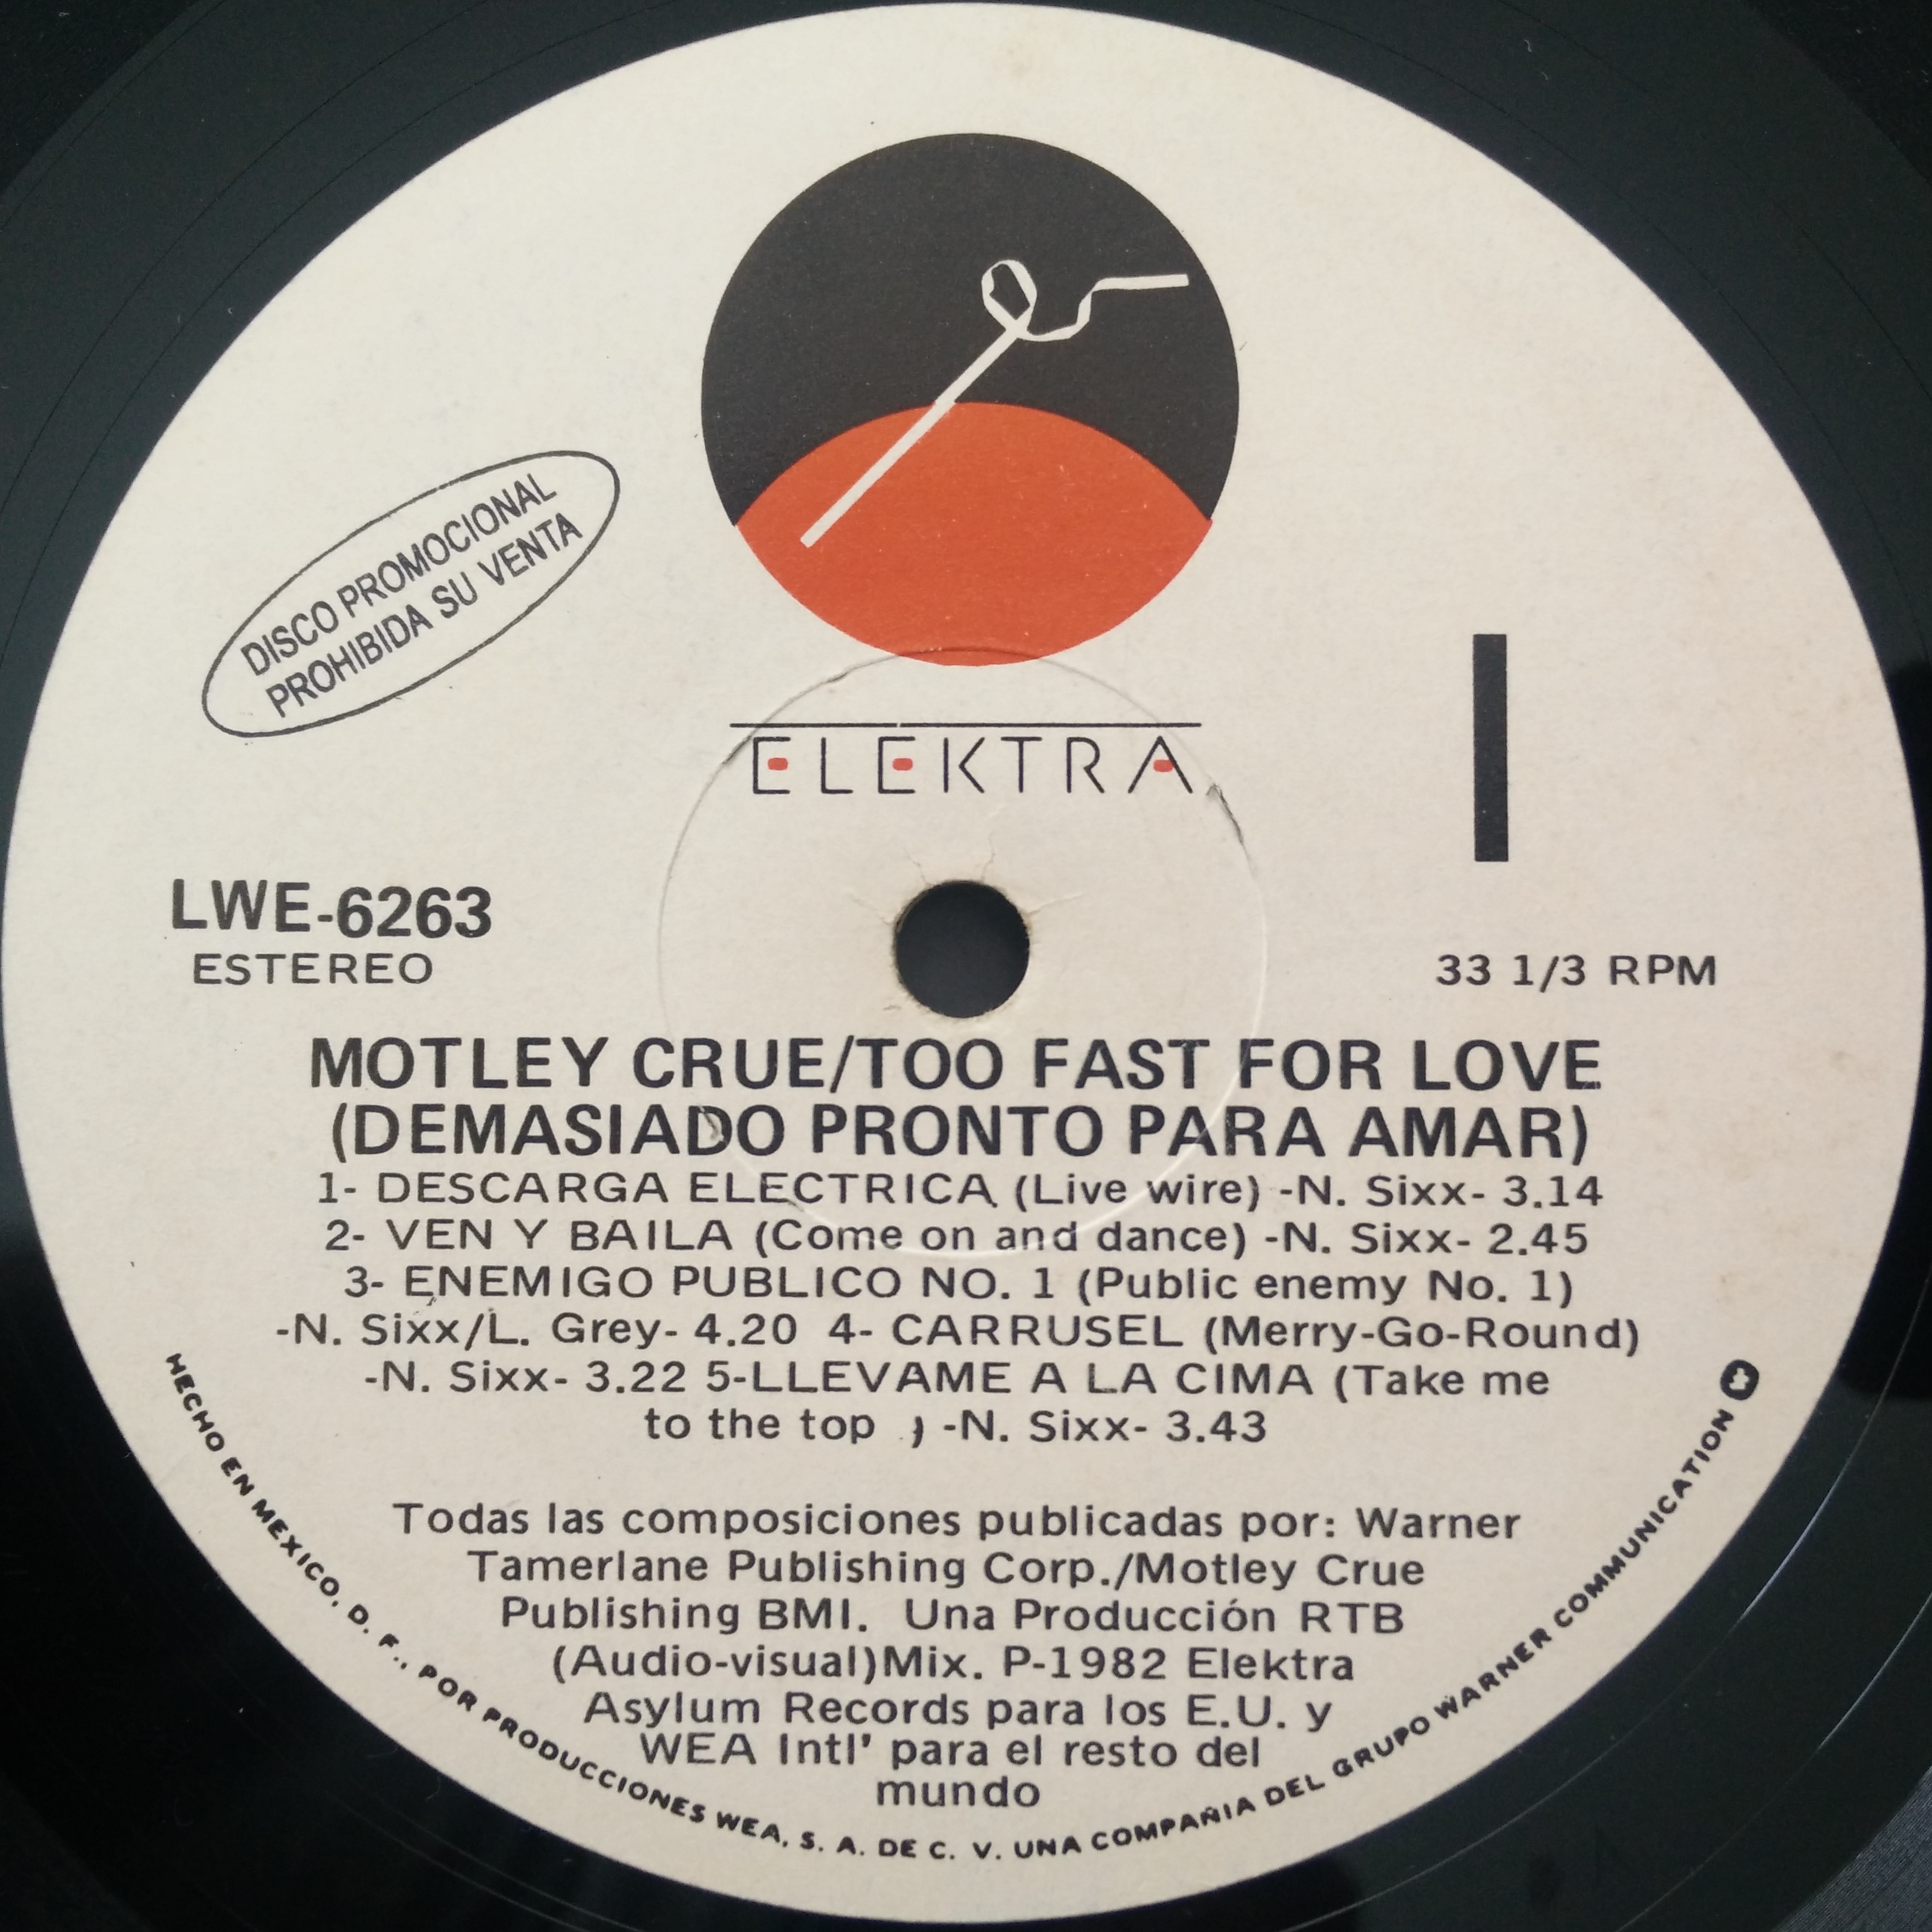 DISCO PROMOCIONAL
PROHIBIDA SU VENTA
ELEKTRA
I
LWE-6263
ESTEREO
33 1/3 RPM
MOTLEY CRUE/TOO FAST FOR LOVE
(DEMASIADO PRONTO PARA AMAR)
1- DESCARGA ELECTRICA (Live wire) -N. Sixx- 3.14
2- VEN Y BAILA (Come on and dance) -N. Sixx- 2.45
3- ENEMIGO PUBLICO NO. 1 (Public enemy No. 1)
-N. Sixx/L. Grey- 4.20 4- CARRUSEL (Merry-Go-Round)
-N. Sixx- 3.22 5-LLEVAME A LA CIMA (Take me
to the top ) -N. Sixx- 3.43
Todas las composiciones publicadas por: Warner
Tamerlane Publishing Corp./Motley Crue
Publishing BMI. Una Producción RTB
(Audio-visual)Mix. P-1982 Elektra
Asylum Records para los E.U. y
WEA Intl' para el resto del
mundo
HECHO EN MEXICO, D. F., POR PRODUCCIONES WEA, S. A. DE C. V. UNA COMPAÑIA DEL GRUPO WARNER COMMUNICATION